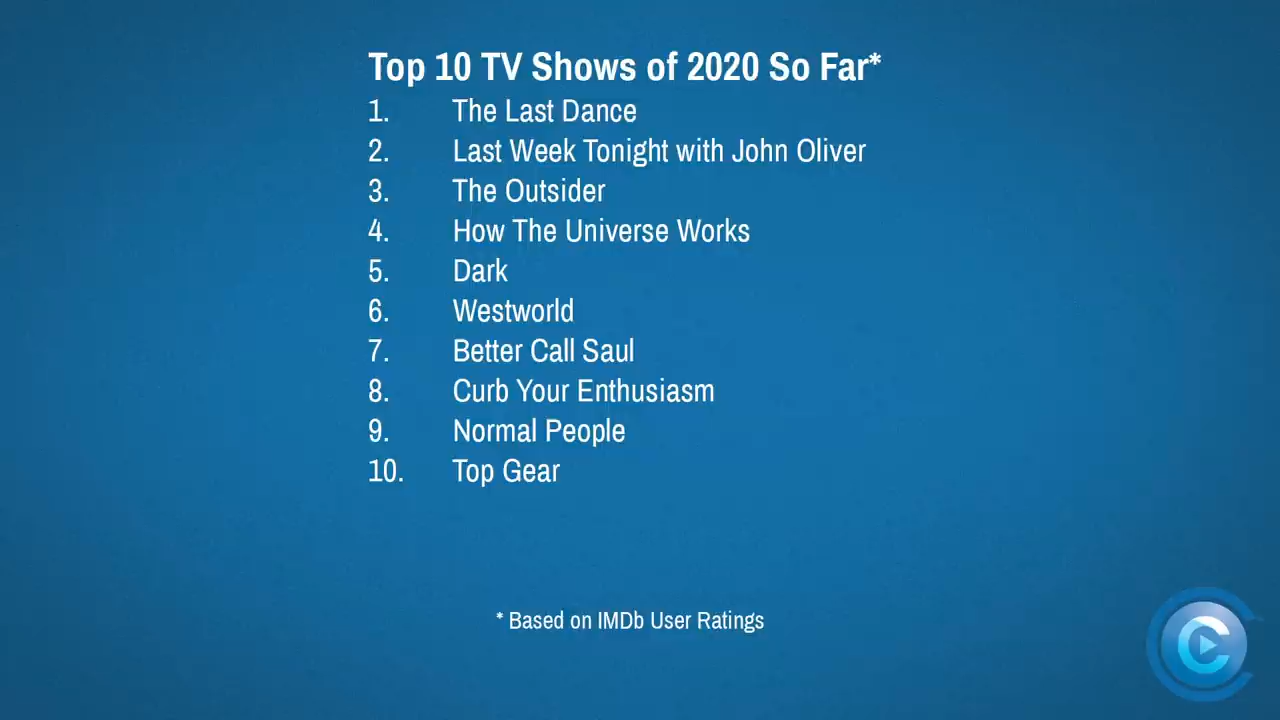 Top 10 TV Shows of 2020 So Far*
1. The Last Dance
2. Last Week Tonight with John Oliver
3. The Outsider
4. How The Universe Works
5. Dark
6. Westworld
7. Better Call Saul
8. Curb Your Enthusiasm
9. Normal People
10. Top Gear
* Based on IMDb User Ratings